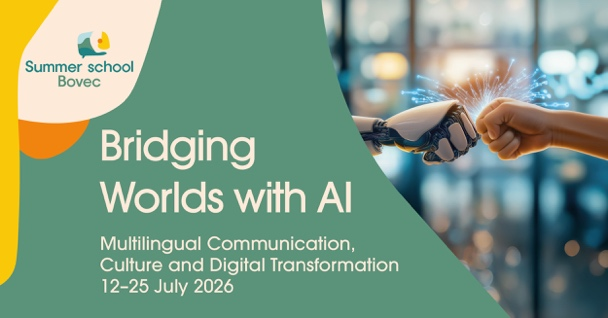 Summer school
Bovec
Bridging
Worlds with AI
Multilingual Communication,
Culture and Digital Transformation
12–25 July 2026